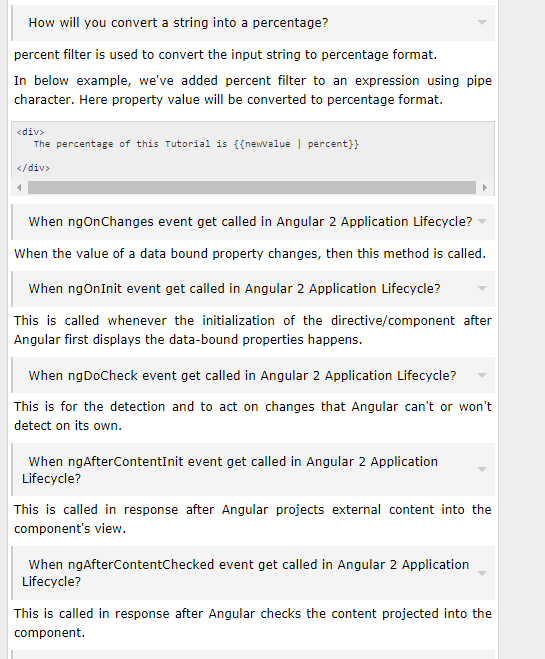 How will you convert a string into a percentage?
percent filter is used to convert the input string to percentage format.
In below example, we've added percent filter to an expression using pipe
character. Here property value will be converted to percentage format.
<div>
The percentage of this Tutorial is {{newValue | percent}}
</div>
When ngOnChanges event get called in Angular 2 Application Lifecycle?
When the value of a data bound property changes, then this method is called.
When ngOnInit event get called in Angular 2 Application Lifecycle?
This is called whenever the initialization of the directive/component after
Angular first displays the data-bound properties happens.
When ngDoCheck event get called in Angular 2 Application Lifecycle?
This is for the detection and to act on changes that Angular can't or won't
detect on its own.
When ngAfterContentInit event get called in Angular 2 Application
Lifecycle?
This is called in response after Angular projects external content into the
component's view.
When ngAfterContentChecked event get called in Angular 2 Application
Lifecycle?
This is called in response after Angular checks the content projected into the
component.